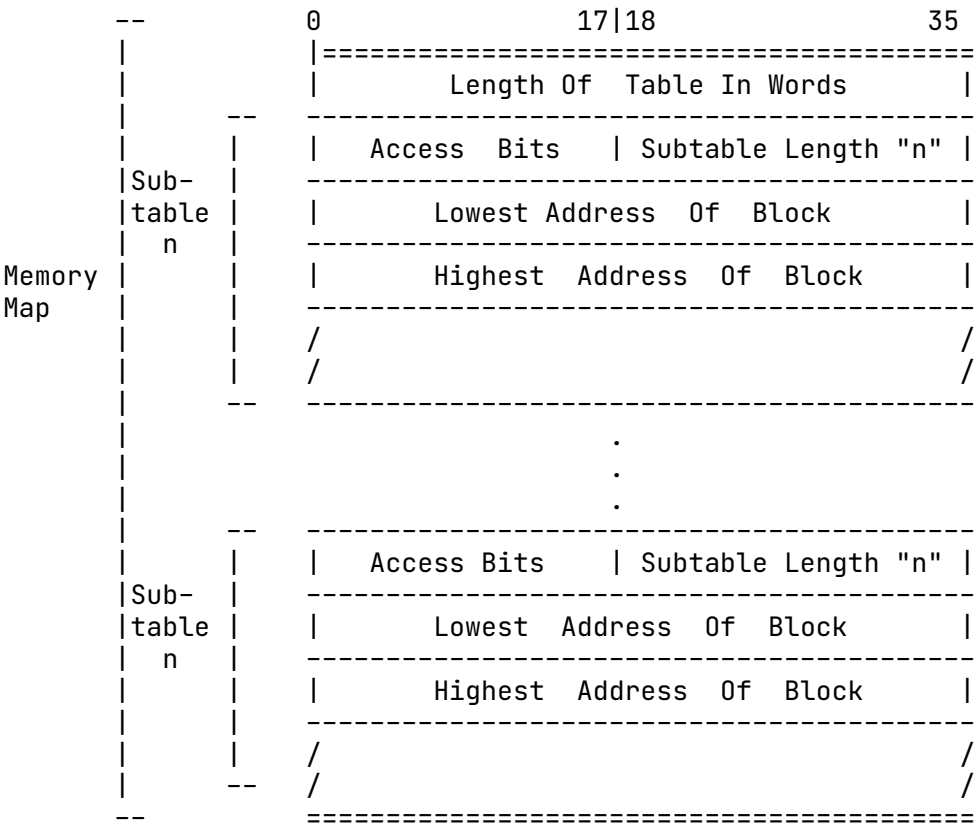 --            0                17|18                 35
|           |=========================================
|           |        Length Of  Table In Words       |
|      --   ------------------------------------------
|      |    |   Access  Bits   | Subtable Length "n" |
|Sub-  |    ------------------------------------------
|table |    |       Lowest Address  Of  Block        |
|  n   |    ------------------------------------------
Memory |      |    |       Highest  Address  Of  Block      |
Map    |      |    ------------------------------------------
|      |    /                                        /
|      |    /                                        /
|      --   ------------------------------------------
|                              .
|                              .
|                              .
|      --   ------------------------------------------
|      |    |   Access Bits    | Subtable Length "n" |
|Sub-  |    ------------------------------------------
|table |    |       Lowest  Address  Of  Block       |
|  n   |    ------------------------------------------
|      |    |       Highest  Address  Of  Block      |
|      |    ------------------------------------------
|      |    /                                        /
|      --   /                                        /
--          ==========================================